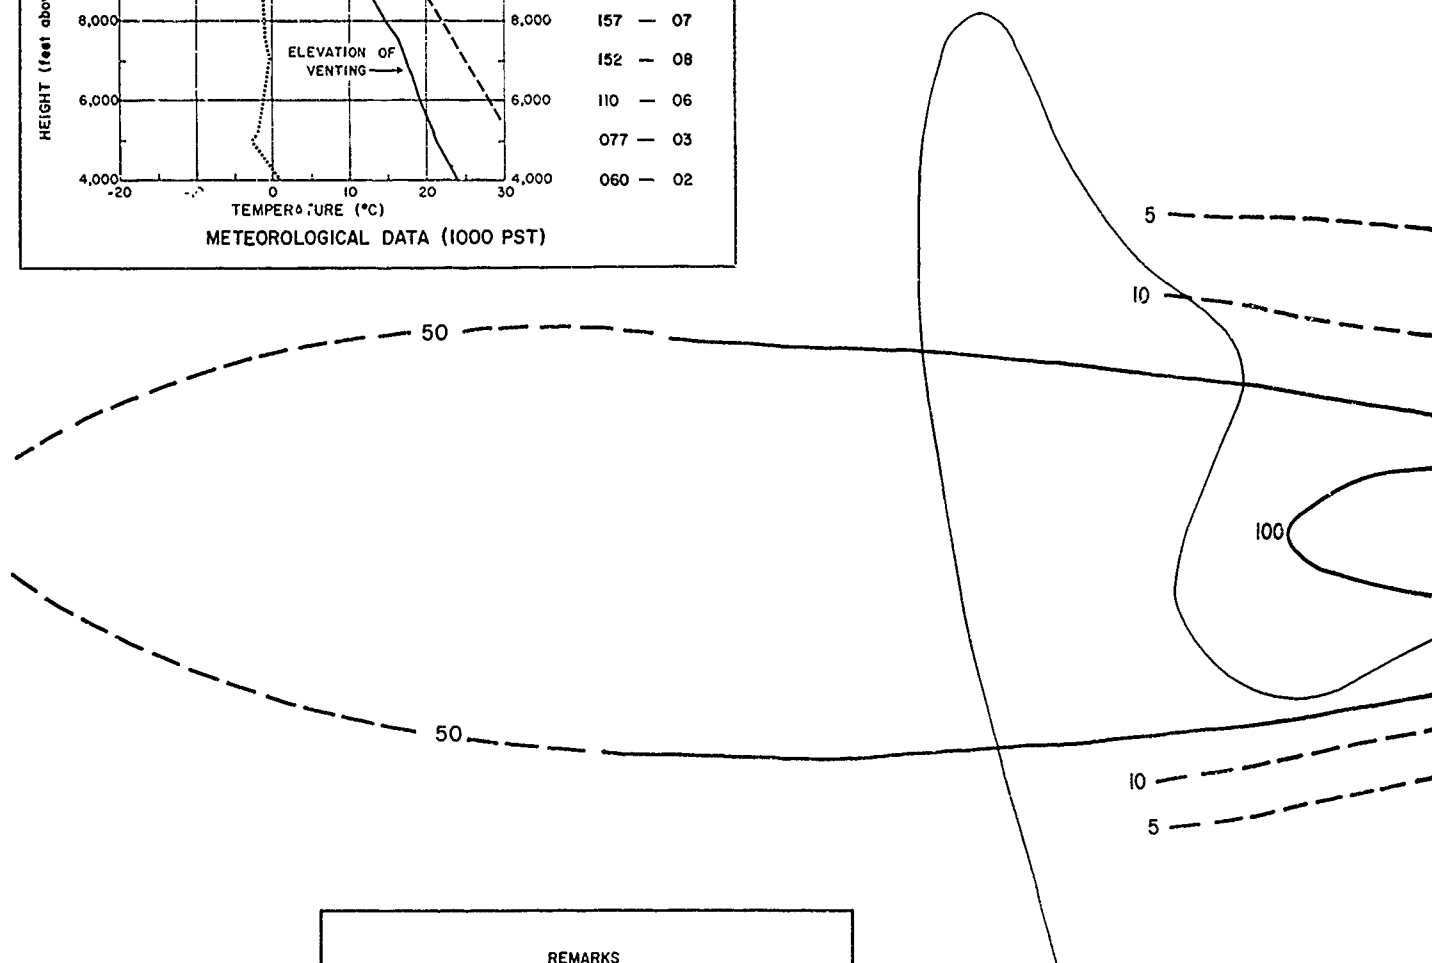 HEIGHT (feet abov
8,000 8,000 157 — 07
ELEVATION OF
VENTING 152 — 08
6,000 6,000 110 — 06
077 — 03
4,000 4,000 060 — 02
-20 0 10 20 30
TEMPERATURE (°C)
METEOROLOGICAL DATA (1000 PST)
5
10
50
100
50
10
5
REMARKS